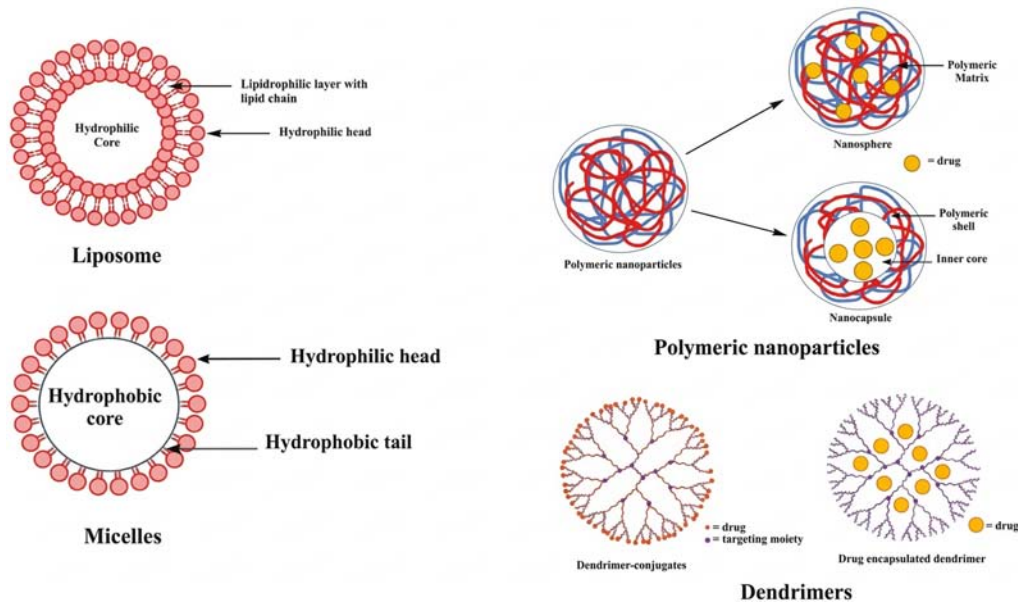 Lipidrophilic layer with
lipid chain
Hydrophilic
Core
Hydrophilic head
Liposome
Hydrophilic head
Hydrophobic
core
Hydrophobic tail
Micelles
Polymeric
Matrix
Nanosphere
= drug
Polymeric
shell
Polymeric nanoparticles
Inner core
Nanocapsule
Polymeric nanoparticles
= drug
= targeting moiety
= drug
Dendrimer-conjugates
Drug encapsulated dendrimer
Dendrimers